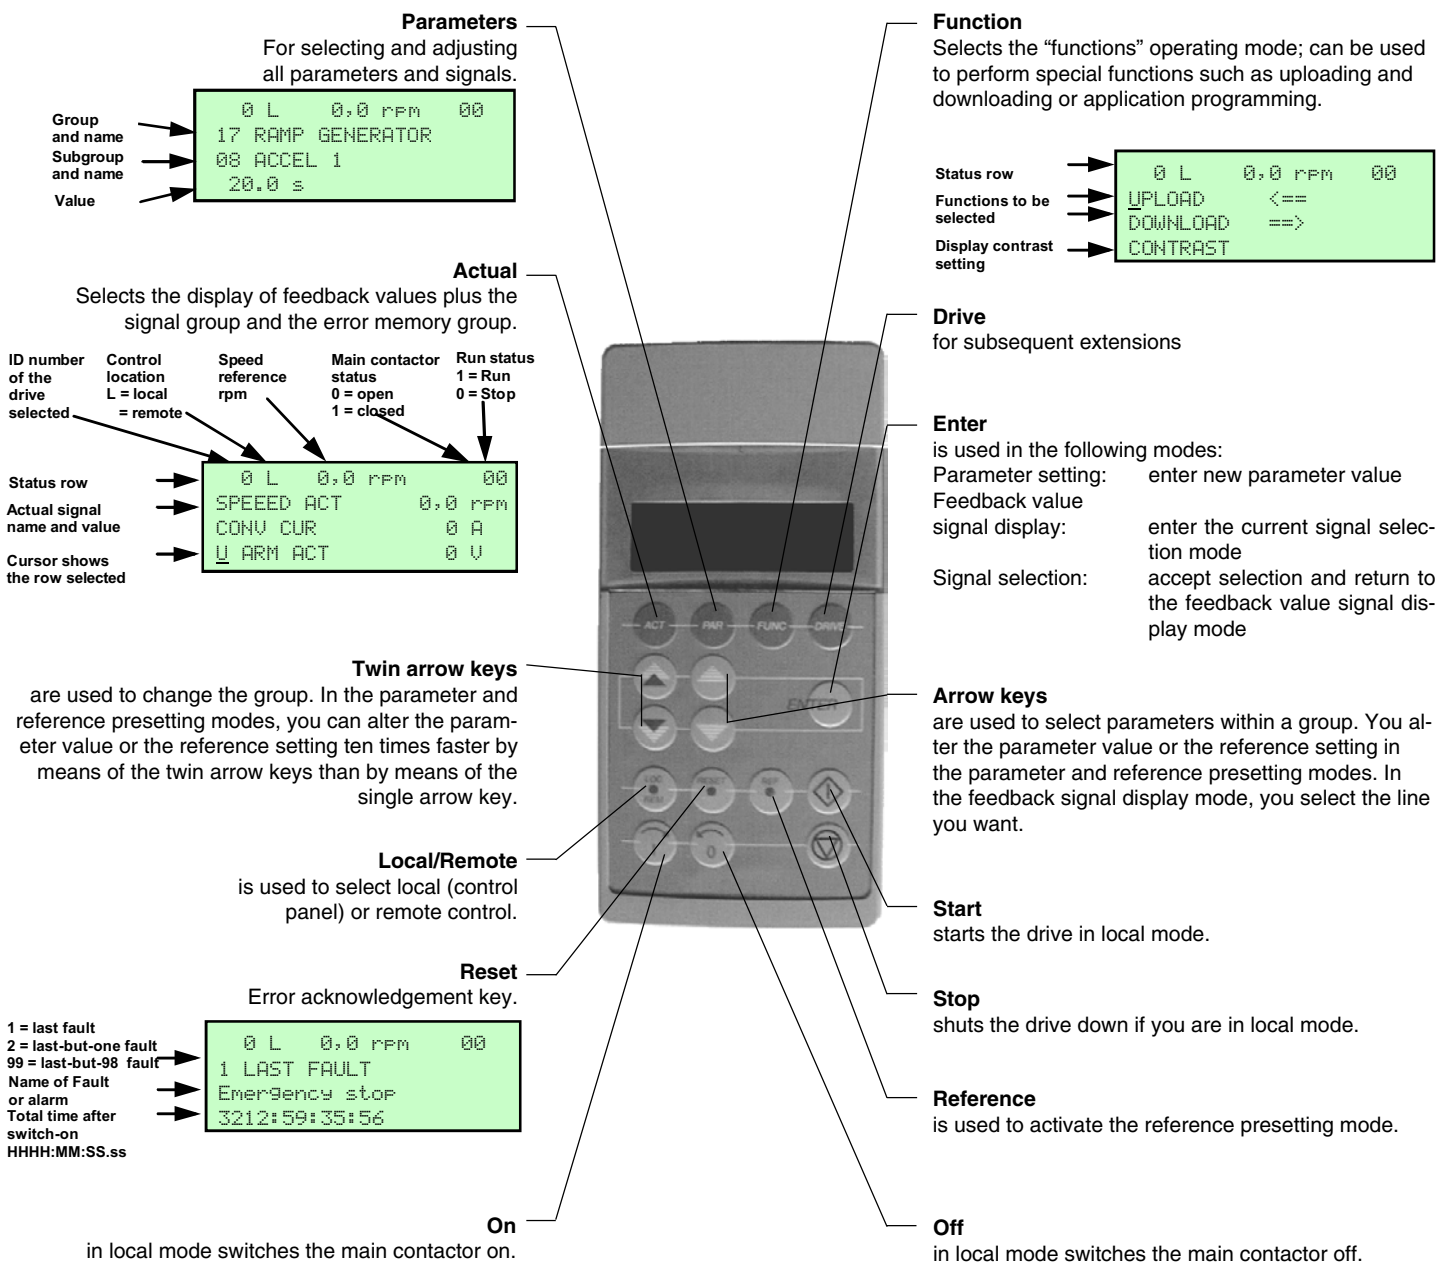 Parameters
For selecting and adjusting
all parameters and signals.
Group
and name
Subgroup
and name
Value
0 L 0,0 rpm 00
17 RAMP GENERATOR
08 ACCEL 1
20.0 s
Actual
Selects the display of feedback values plus the
signal group and the error memory group.
ID number
of the
drive
selected
Control
location
L = local
= remote
Speed
reference
rpm
Main contactor
status
0 = open
1 = closed
Run status
1 = Run
0 = Stop
Status row
Actual signal
name and value
Cursor shows
the row selected
0 L 0,0 rpm 00
SPEEED ACT 0,0 rpm
CONV CUR 0 A
U ARM ACT 0 V
Twin arrow keys
are used to change the group. In the parameter and
reference presetting modes, you can alter the param-
eter value or the reference setting ten times faster by
means of the twin arrow keys than by means of the
single arrow key.
Local/Remote
is used to select local (control
panel) or remote control.
Reset
Error acknowledgement key.
1 = last fault
2 = last-but-one fault
99 = last-but-98 fault
Name of Fault
or alarm
Total time after
switch-on
HHHH:MM:SS.ss
0 L 0,0 rpm 00
1 LAST FAULT
Emergency stop
3212:59:35:56
On
in local mode switches the main contactor on.
ACT PAR FUNC DRIVE
ENTER
LOC
REM
RESET
REF
I
0
Function
Selects the “functions” operating mode; can be used
to perform special functions such as uploading and
downloading or application programming.
Status row
Functions to be
selected
Display contrast
setting
0 L 0,0 rpm 00
UPLOAD <==
DOWNLOAD ==>
CONTRAST
Drive
for subsequent extensions
Enter
is used in the following modes:
Parameter setting: enter new parameter value
Feedback value
signal display: enter the current signal selec-
tion mode
Signal selection: accept selection and return to
the feedback value signal dis-
play mode
Arrow keys
are used to select parameters within a group. You al-
ter the parameter value or the reference setting in
the parameter and reference presetting modes. In
the feedback signal display mode, you select the line
you want.
Start
starts the drive in local mode.
Stop
shuts the drive down if you are in local mode.
Reference
is used to activate the reference presetting mode.
Off
in local mode switches the main contactor off.